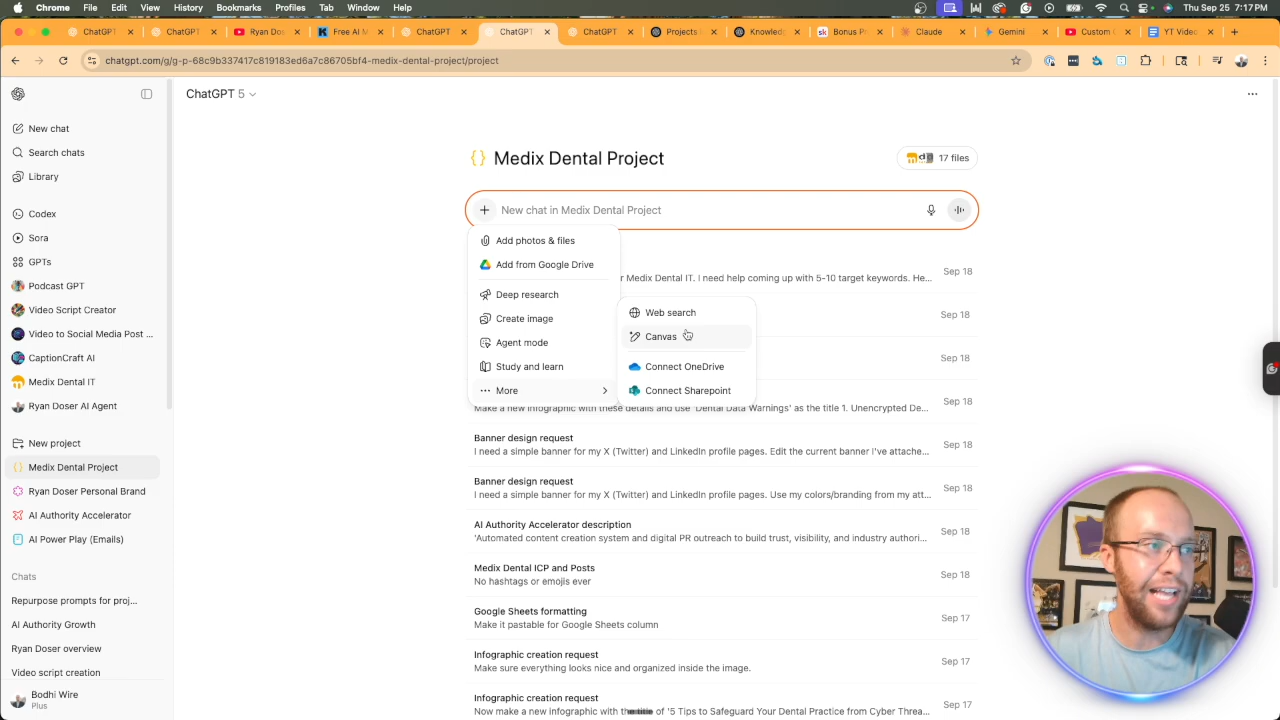 Chrome File Edit View History Bookmarks Profiles Tab Window Help
Thu Sep 25
ChatGPT
ChatGPT
Ryan Dos
Free AI M
ChatGPT
ChatGPT
ChatGPT
Projects i
Knowled
Bonus P
Claude
Gemini
Custom
YT Video
chatgpt.com/g/g-p-68c9b337417c819183ed6a7c86705bf4-medix-dental-project/project
ChatGPT 5
New chat
Search chats
Library
Codex
Sora
GPTs
Podcast GPT
Video Script Creator
Video to Social Media Post ...
CaptionCraft AI
Medix Dental IT
Ryan Doser AI Agent
New project
Medix Dental Project
Ryan Doser Personal Brand
AI Authority Accelerator
AI Power Play (Emails)
Chats
Repurpose prompts for proj...
AI Authority Growth
Ryan Doser overview
Video script creation
Bodhi Wire
Plus
{} Medix Dental Project
17 files
New chat in Medix Dental Project
Add photos & files
Add from Google Drive
Deep research
Create image
Agent mode
Study and learn
More
Web search
Canvas
Connect OneDrive
Connect Sharepoint
r Medix Dental IT. I need help coming up with 5-10 target keywords. He...
Sep 18
Sep 18
Sep 18
Make a new infographic with these details and use 'Dental Data Warnings' as the title 1. Unencrypted De...
Sep 18
Banner design request
I need a simple banner for my X (Twitter) and LinkedIn profile pages. Edit the current banner I've attache...
Sep 18
Banner design request
I need a simple banner for my X (Twitter) and LinkedIn profile pages. Use my colors/branding from my att...
Sep 18
AI Authority Accelerator description
'Automated content creation system and digital PR outreach to build trust, visibility, and industry authori...
Sep 18
Medix Dental ICP and Posts
No hashtags or emojis ever
Sep 18
Google Sheets formatting
Make it pastable for Google Sheets column
Sep 17
Infographic creation request
Make sure everything looks nice and organized inside the image.
Sep 17
Infographic creation request
Now make a new infographic with the title of '5 Tips to Safeguard Your Dental Practice from Cyber Threa...
Sep 17